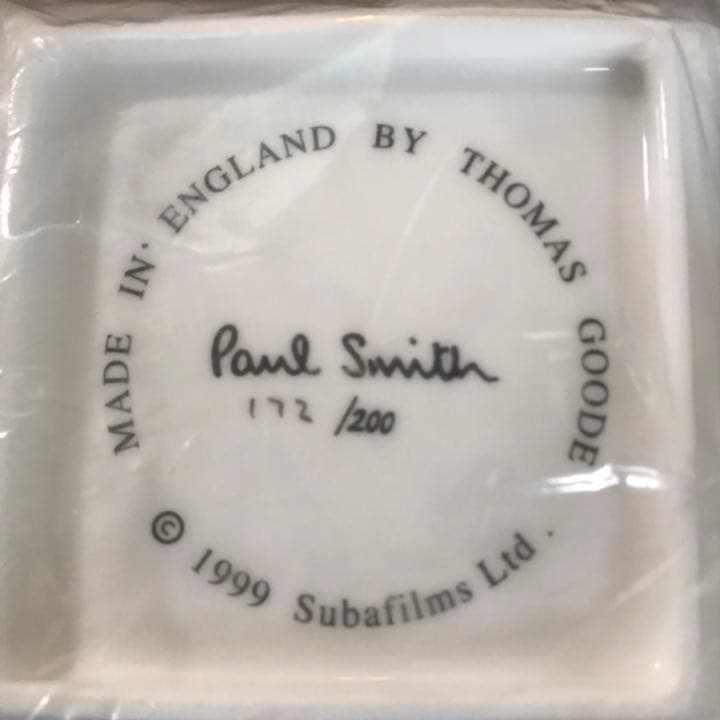 MADE IN ENGLAND BY THOMAS GOODE
Paul Smith
172 /200
© 1999 Subafilms Ltd.